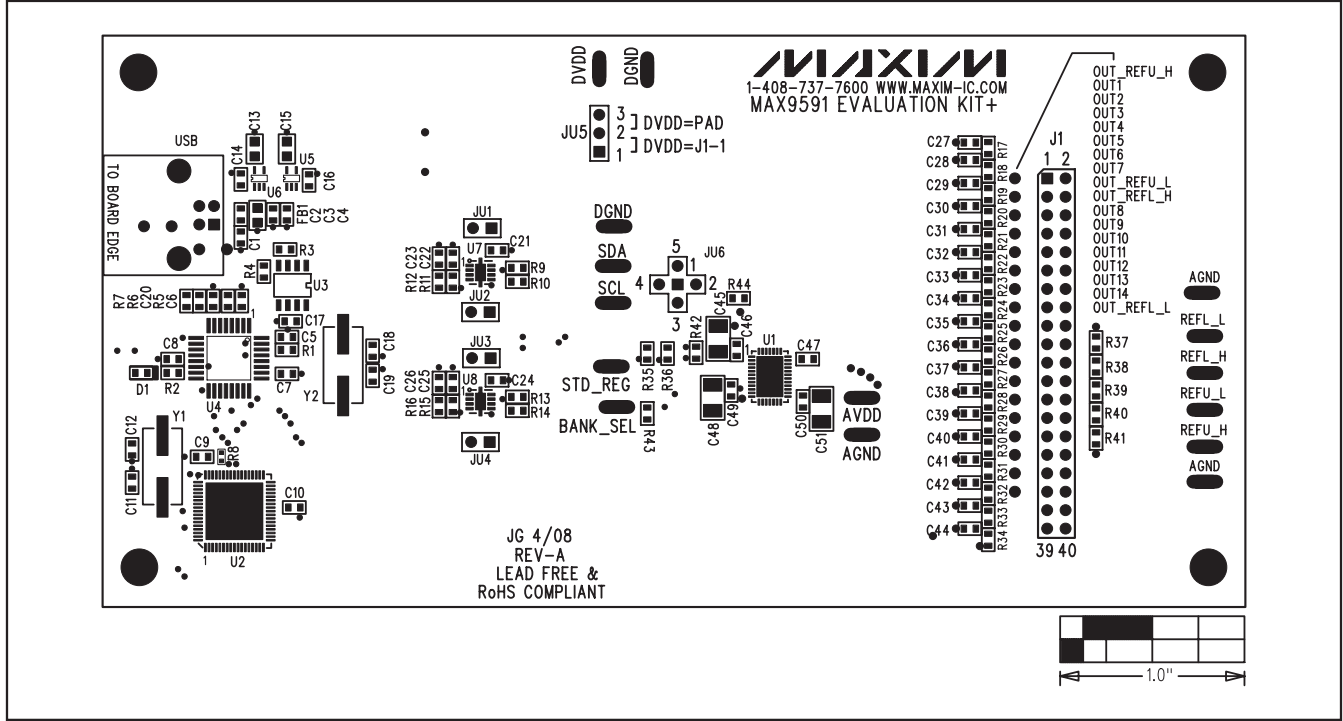 DVDD
DGND
MAXIM
1-408-737-7600 WWW.MAXIM-IC.COM
MAX9591 EVALUATION KIT+
JU5
3
2
1
DVDD=PAD
DVDD=J1-1
OUT_REFU_H
OUT1
OUT2
OUT3
OUT4
OUT5
OUT6
OUT7
OUT_REFU_L
OUT_REFL_H
OUT8
OUT9
OUT10
OUT11
OUT12
OUT13
OUT14
OUT_REFL_L
J1
1 2
39 40
USB
TO BOARD EDGE
C13
C15
C14
U5
C16
U6
FB1
C2
C3
C4
C1
R3
R4
U3
R7
R6
C20
R5
C6
1
C17
C5
R1
C7
C8
D1
R2
U4
Y2
C18
C19
Y1
C12
C11
C9
R8
C10
1
U2
JU1
C23
C22
U7
1
C21
R9
R10
R12
R11
JU2
JU3
C26
C25
U8
1
C24
R13
R14
R16
R15
JU4
DGND
SDA
SCL
STD_REG
BANK_SEL
5
JU6
1
4
2
3
R44
C45
C46
R42
1
U1
C47
R35
R36
C48
C49
R43
C50
C51
AVDD
AGND
C27
C28
C29
C30
C31
C32
C33
C34
C35
C36
C37
C38
C39
C40
C41
C42
C43
C44
R17
R18
R19
R20
R21
R22
R23
R24
R25
R26
R27
R28
R29
R30
R31
R32
R33
R34
R37
R38
R39
R40
R41
AGND
REFL_L
REFL_H
REFU_L
REFU_H
AGND
JG 4/08
REV-A
LEAD FREE &
RoHS COMPLIANT
1.0"